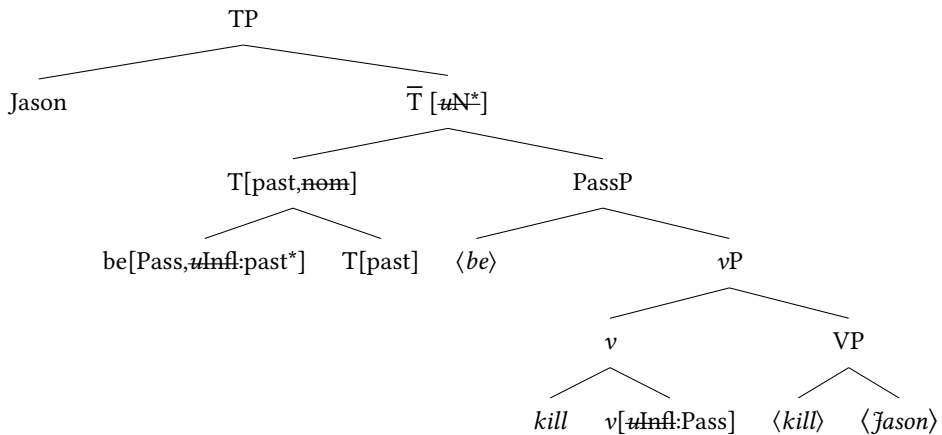 TP
Jason T̅ [uN*]
T[past,nom] PassP
be[Pass,uInfl:past*] T[past] ⟨be⟩ vP
v VP
kill v[uInfl:Pass] ⟨kill⟩ ⟨Jason⟩